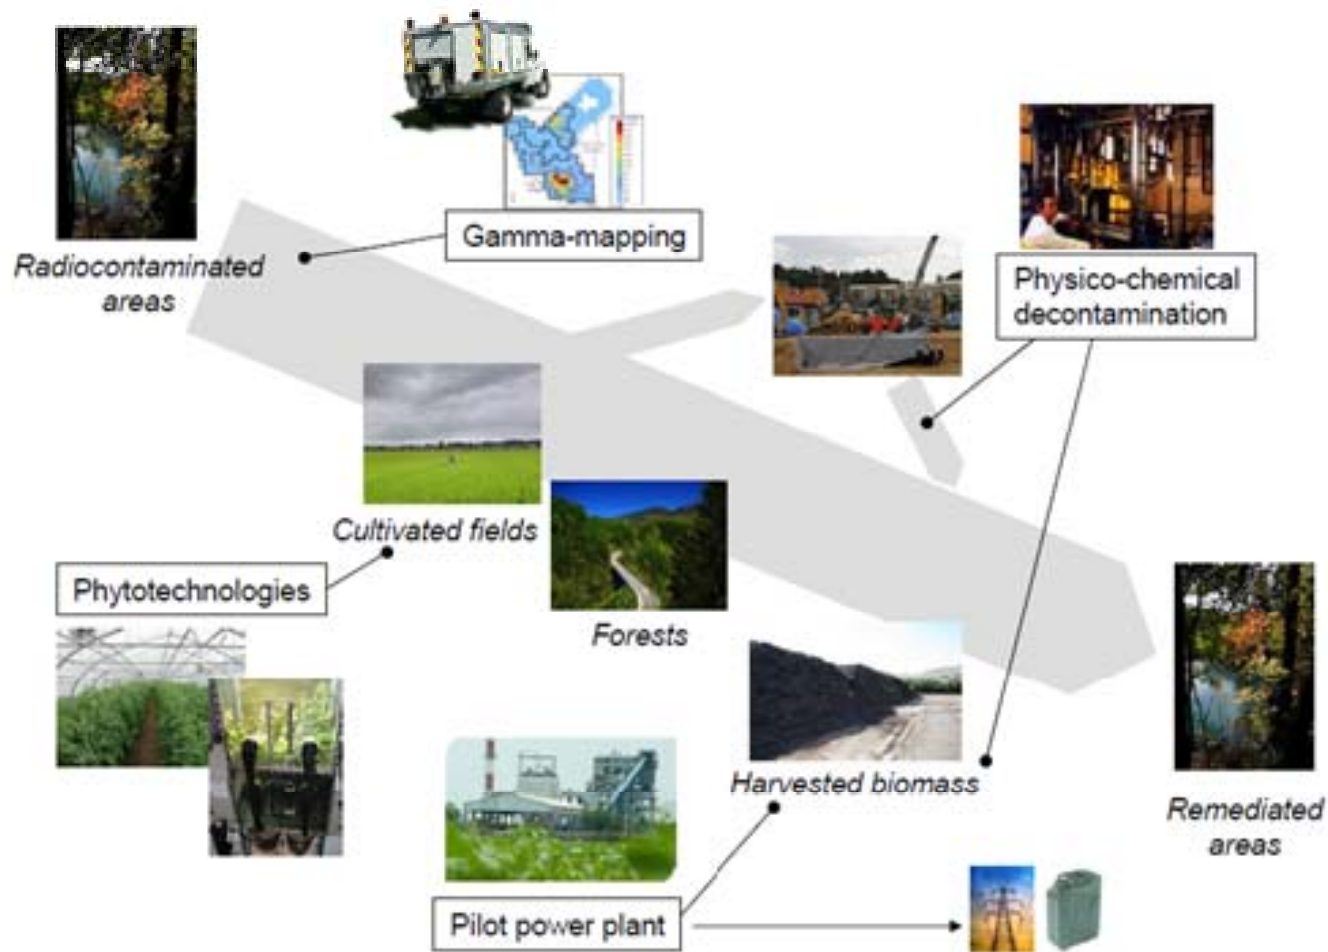 Gamma-mapping
Radiocontaminated
areas
Physico-chemical
decontamination
Cultivated fields
Phytotechnologies
Forests
Harvested biomass
Remediated
areas
Pilot power plant